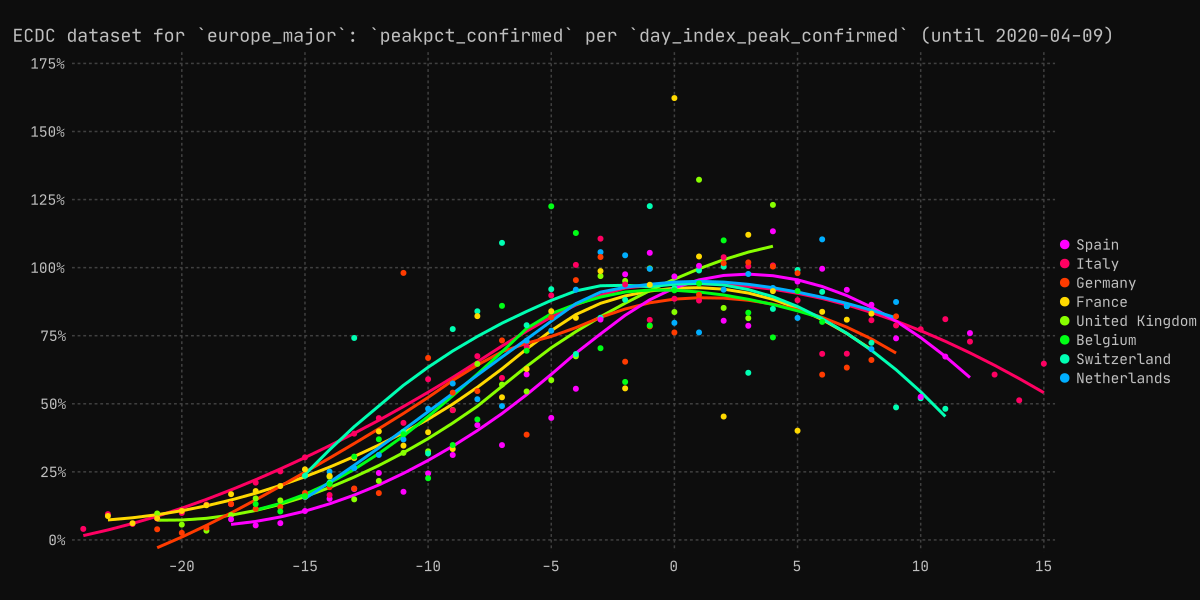 ECDC dataset for `europe_major`: `peakpct_confirmed` per `day_index_peak_confirmed` (until 2020-04-09)
175%
150%
125%
100%
75%
50%
25%
0%
-20 -15 -10 -5 0 5 10 15
Spain
Italy
Germany
France
United Kingdom
Belgium
Switzerland
Netherlands